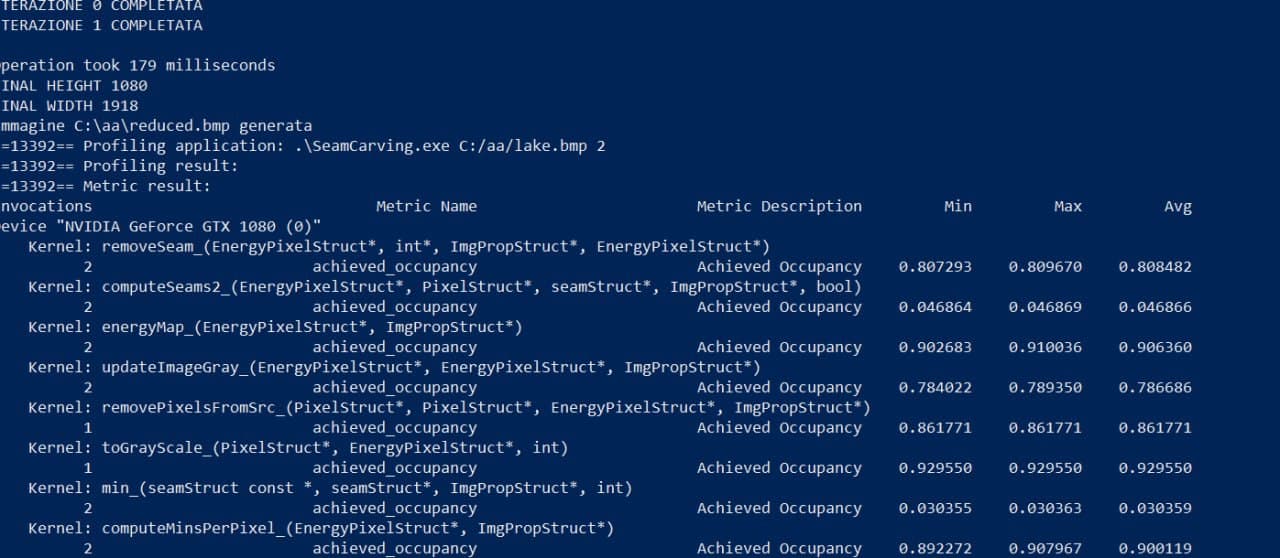 TERAZIONE 0 COMPLETATA
TERAZIONE 1 COMPLETATA
peration took 179 milliseconds
INAL HEIGHT 1080
INAL WIDTH 1918
mmagine C:\aa\reduced.bmp generata
=13392== Profiling application: .\SeamCarving.exe C:/aa/lake.bmp 2
=13392== Profiling result:
=13392== Metric result:
nvocations Metric Name Metric Description Min Max Avg
evice "NVIDIA GeForce GTX 1080 (0)"
Kernel: removeSeam_(EnergyPixelStruct*, int*, ImgPropStruct*, EnergyPixelStruct*)
2 achieved_occupancy Achieved Occupancy 0.807293 0.809670 0.808482
Kernel: computeSeams2_(EnergyPixelStruct*, PixelStruct*, seamStruct*, ImgPropStruct*, bool)
2 achieved_occupancy Achieved Occupancy 0.046864 0.046869 0.046866
Kernel: energyMap_(EnergyPixelStruct*, ImgPropStruct*)
2 achieved_occupancy Achieved Occupancy 0.902683 0.910036 0.906360
Kernel: updateImageGray_(EnergyPixelStruct*, EnergyPixelStruct*, ImgPropStruct*)
2 achieved_occupancy Achieved Occupancy 0.784022 0.789350 0.786686
Kernel: removePixelsFromSrc_(PixelStruct*, PixelStruct*, EnergyPixelStruct*, ImgPropStruct*)
1 achieved_occupancy Achieved Occupancy 0.861771 0.861771 0.861771
Kernel: toGrayScale_(PixelStruct*, EnergyPixelStruct*, int)
1 achieved_occupancy Achieved Occupancy 0.929550 0.929550 0.929550
Kernel: min_(seamStruct const *, seamStruct*, ImgPropStruct*, int)
2 achieved_occupancy Achieved Occupancy 0.030355 0.030363 0.030359
Kernel: computeMinsPerPixel_(EnergyPixelStruct*, ImgPropStruct*)
2 achieved_occupancy Achieved Occupancy 0.892272 0.907967 0.900119